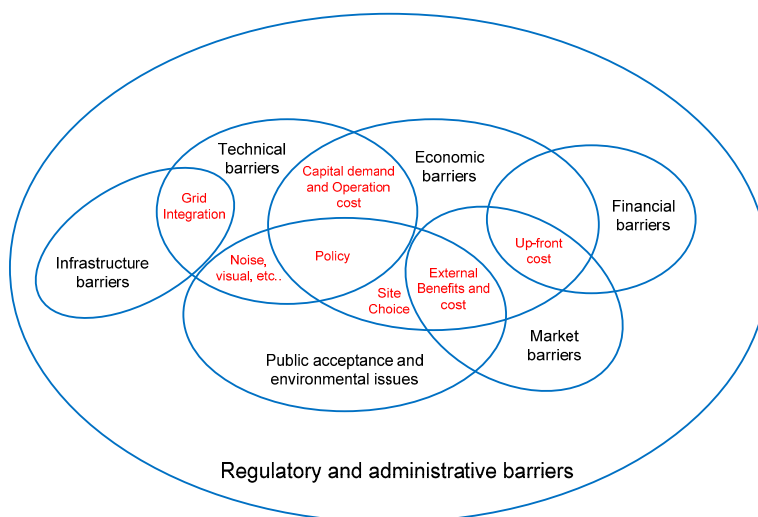 Technical
barriers
Capital demand
and Operation
cost
Economic
barriers
Grid
Integration
Financial
barriers
Infrastructure
barriers
Noise,
visual, etc..
Policy
Site
Choice
External
Benefits and
cost
Up-front
cost
Market
barriers
Public acceptance and
environmental issues
Regulatory and administrative barriers